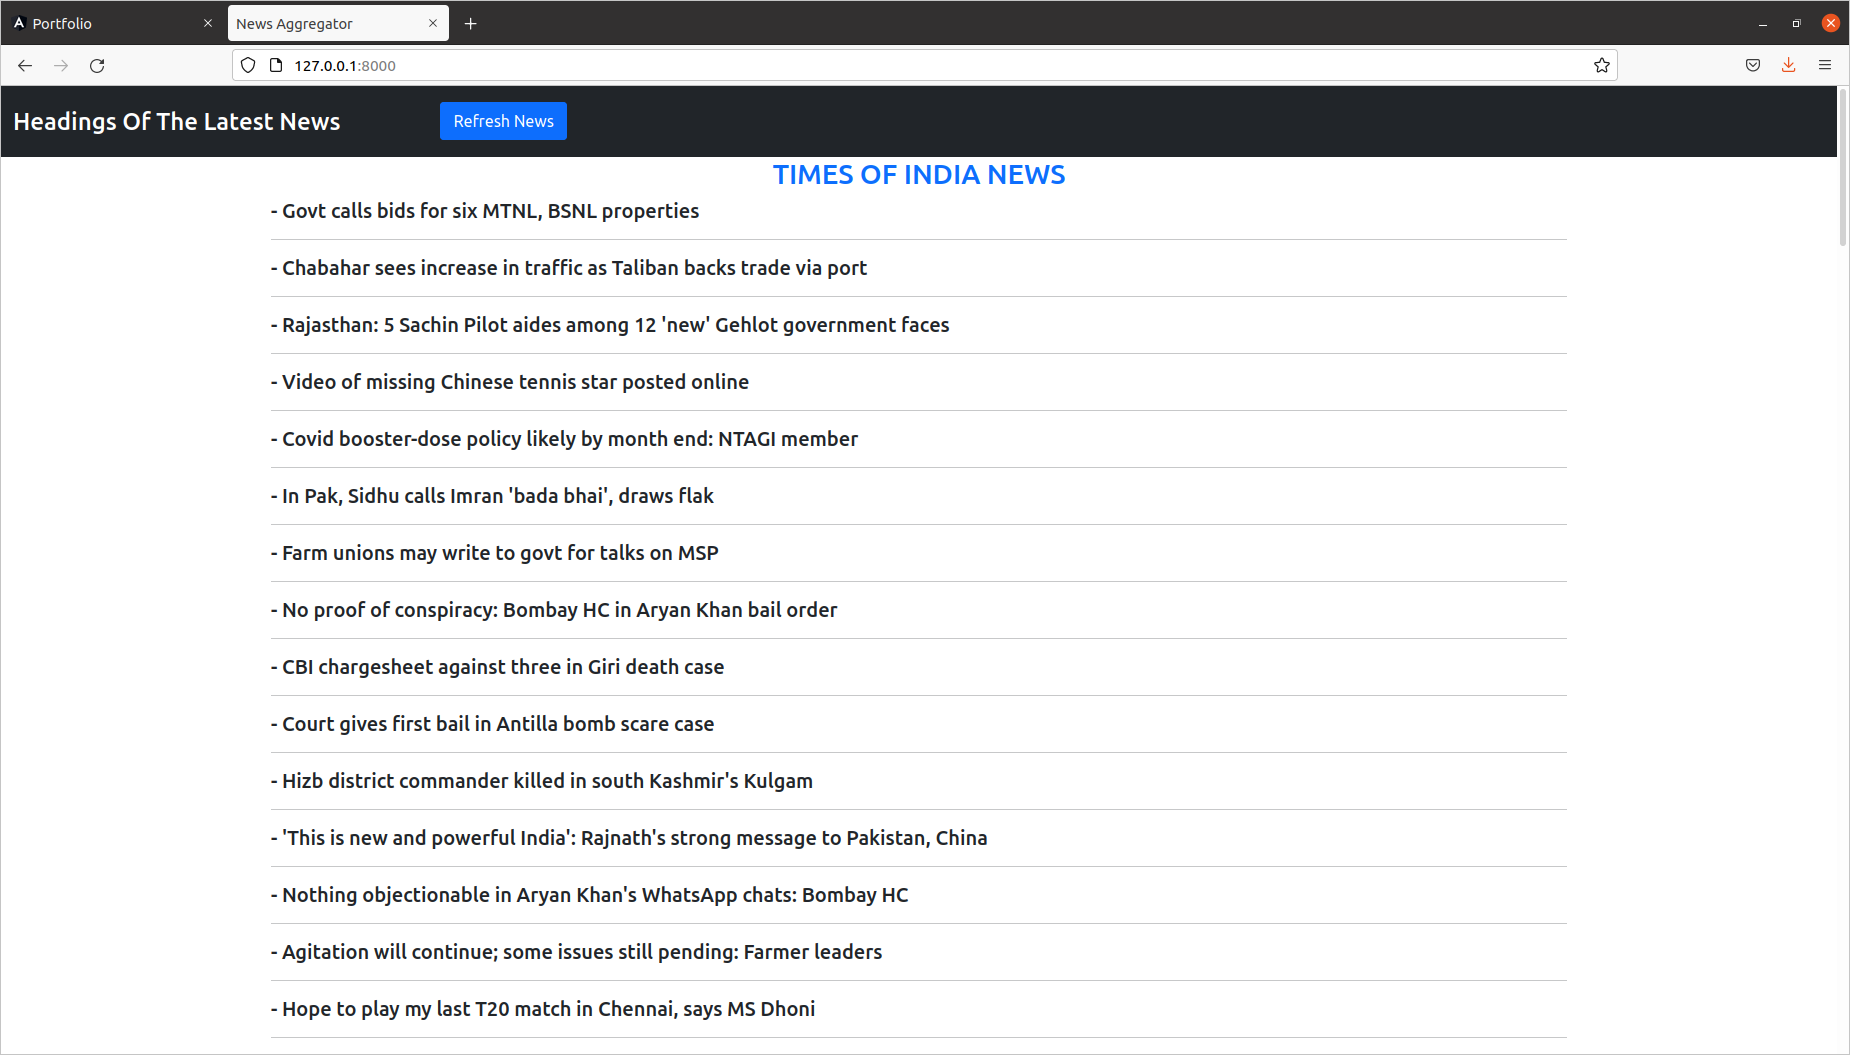 Portfolio
News Aggregator
127.0.0.1:8000
Headings Of The Latest News
Refresh News
TIMES OF INDIA NEWS
- Govt calls bids for six MTNL, BSNL properties
- Chabahar sees increase in traffic as Taliban backs trade via port
- Rajasthan: 5 Sachin Pilot aides among 12 'new' Gehlot government faces
- Video of missing Chinese tennis star posted online
- Covid booster-dose policy likely by month end: NTAGI member
- In Pak, Sidhu calls Imran 'bada bhai', draws flak
- Farm unions may write to govt for talks on MSP
- No proof of conspiracy: Bombay HC in Aryan Khan bail order
- CBI chargesheet against three in Giri death case
- Court gives first bail in Antilla bomb scare case
- Hizb district commander killed in south Kashmir's Kulgam
- 'This is new and powerful India': Rajnath's strong message to Pakistan, China
- Nothing objectionable in Aryan Khan's WhatsApp chats: Bombay HC
- Agitation will continue; some issues still pending: Farmer leaders
- Hope to play my last T20 match in Chennai, says MS Dhoni